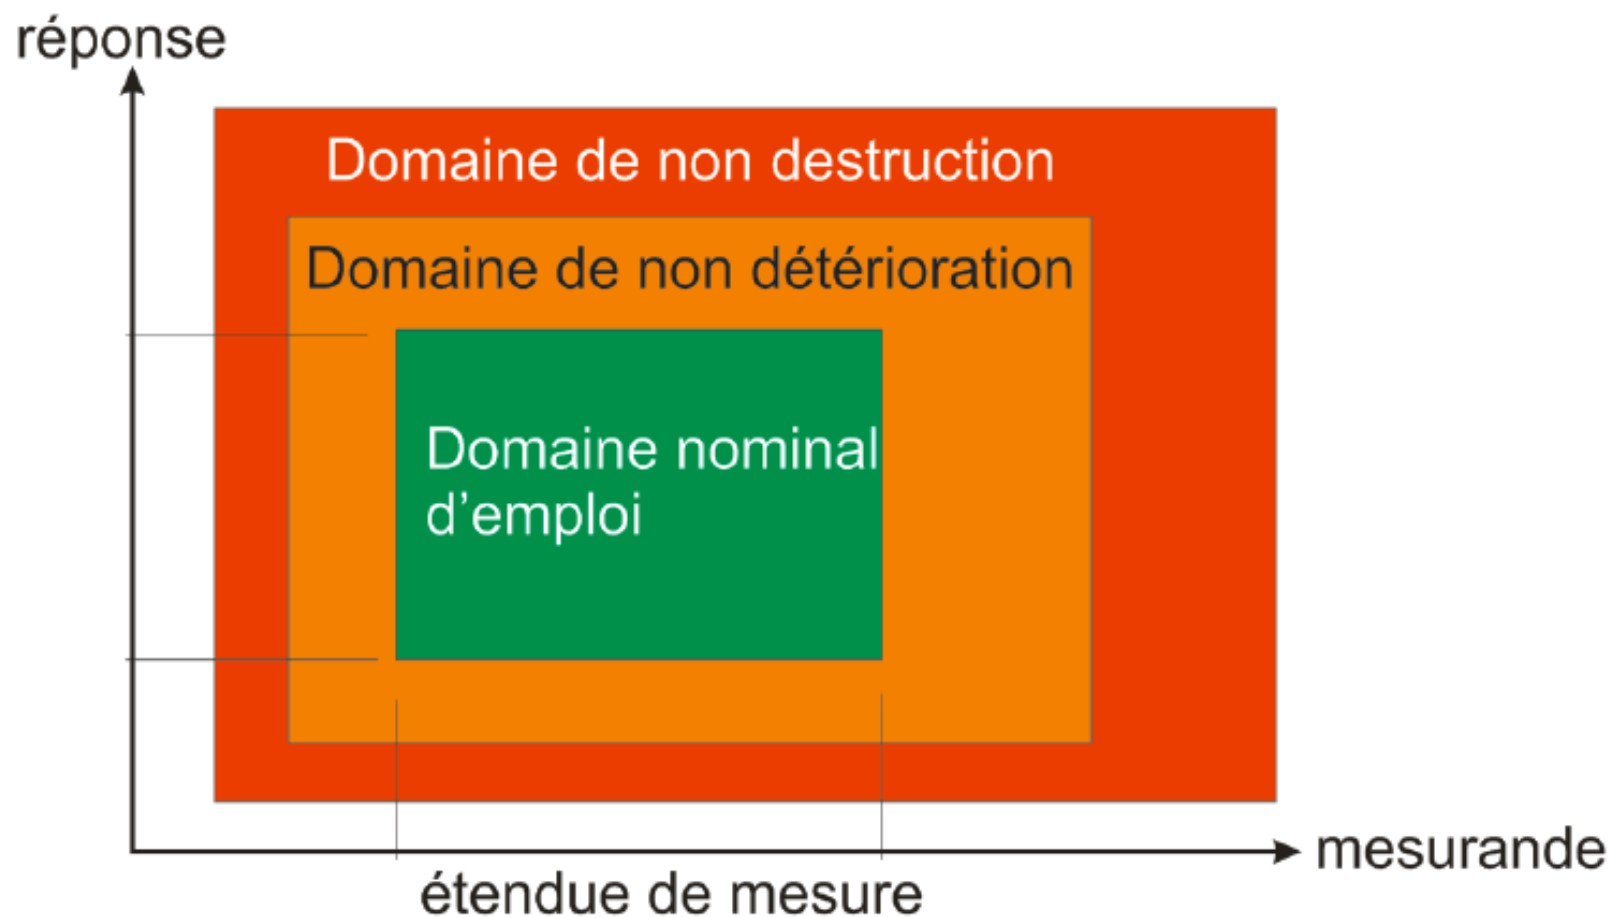 réponse
Domaine de non destruction
Domaine de non détérioration
Domaine nominal
d'emploi
mesurande
étendue de mesure